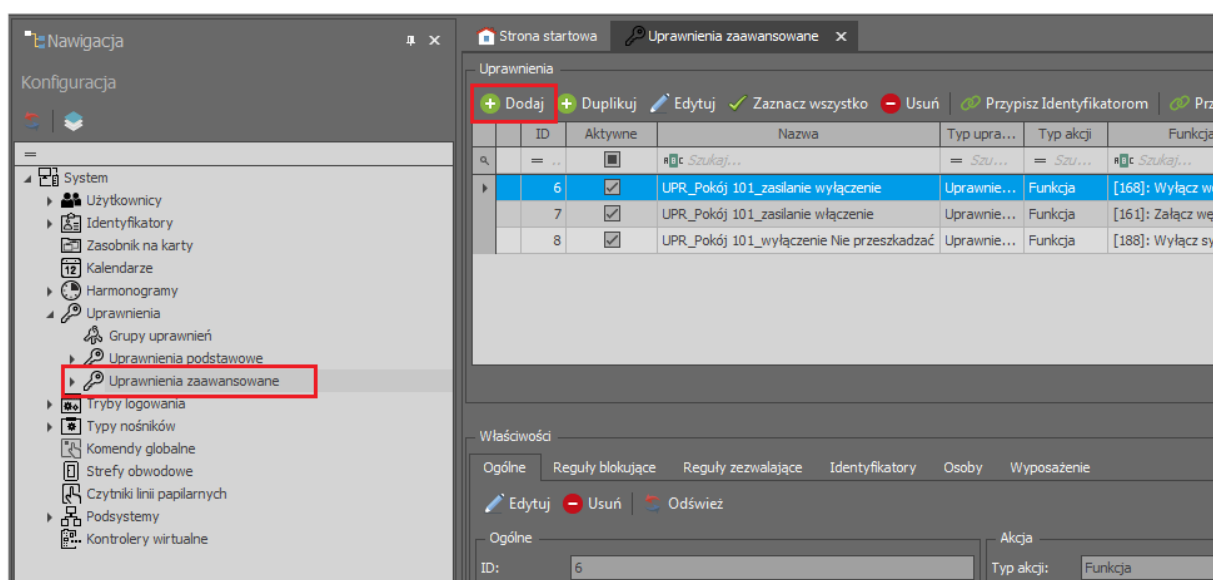 Nawigacja
Konfiguracja
=
System
Użytkownicy
Identyfikatory
Zasobnik na karty
Kalendarze
Harmonogramy
Uprawnienia
Grupy uprawnień
Uprawnienia podstawowe
Uprawnienia zaawansowane
Tryby logowania
Typy nośników
Komendy globalne
Strefy obwodowe
Czytniki linii papilarnych
Podsystemy
Kontrolery wirtualne
Strona startowa Uprawnienia zaawansowane
Uprawnienia
Dodaj Duplikuj Edytuj Zaznacz wszystko Usuń Przypisz Identyfikatorom Prz
ID Aktywne Nazwa Typ upra... Typ akcji Funkcja
= .. Szukaj... = Szu... = Szu... Szukaj...
6 UPR_Pokój 101_zasilanie wyłączenie Uprawnie... Funkcja [168]: Wyłącz wę
7 UPR_Pokój 101_zasilanie włączenie Uprawnie... Funkcja [161]: Załącz wę
8 UPR_Pokój 101_wyłączenie Nie przeszkadzać Uprawnie... Funkcja [188]: Wyłącz sy
Właściwości
Ogólne Reguły blokujące Reguły zezwalające Identyfikatory Osoby Wyposażenie
Edytuj Usuń Odśwież
Ogólne Akcja
ID: 6 Typ akcji: Funkcja